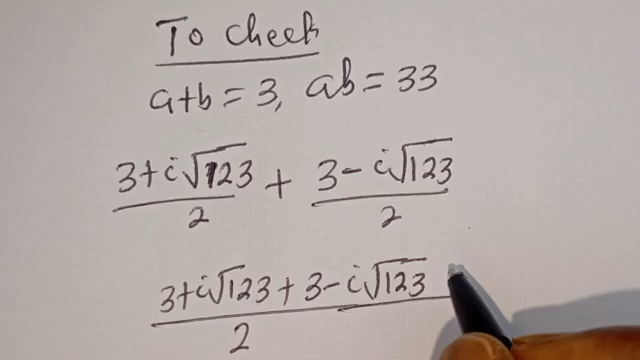 To check
a+b = 3, ab = 33
3+i√123 / 2 + 3-i√123 / 2
3+i√123 + 3-i√123 / 2